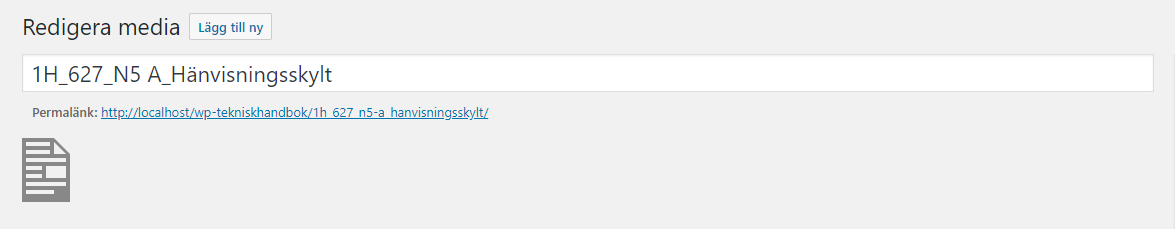 Redigera media Lägg till ny
1H_627_N5 A_Hänvisningsskylt
Permalänk: http://localhost/wp-tekniskhandbok/1h_627_n5-a_hanvisningsskylt/